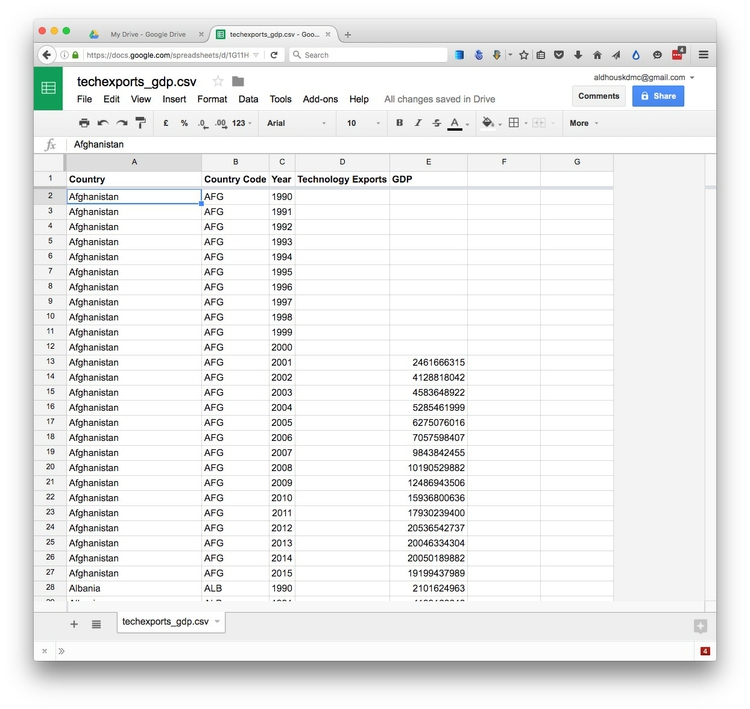 My Drive - Google Drive
techexports_gdp.csv - Goo...
https://docs.google.com/spreadsheets/d/1G11H
Search
4
techexports_gdp.csv
aldhouskdmc@gmail.com
File Edit View Insert Format Data Tools Add-ons Help All changes saved in Drive
Comments Share
£ % .0 .00 123 Arial 10 B I S A More
fx Afghanistan
A B C D E F G
1 Country Country Code Year Technology Exports GDP
2 Afghanistan AFG 1990
3 Afghanistan AFG 1991
4 Afghanistan AFG 1992
5 Afghanistan AFG 1993
6 Afghanistan AFG 1994
7 Afghanistan AFG 1995
8 Afghanistan AFG 1996
9 Afghanistan AFG 1997
10 Afghanistan AFG 1998
11 Afghanistan AFG 1999
12 Afghanistan AFG 2000
13 Afghanistan AFG 2001 2461666315
14 Afghanistan AFG 2002 4128818042
15 Afghanistan AFG 2003 4583648922
16 Afghanistan AFG 2004 5285461999
17 Afghanistan AFG 2005 6275076016
18 Afghanistan AFG 2006 7057598407
19 Afghanistan AFG 2007 9843842455
20 Afghanistan AFG 2008 10190529882
21 Afghanistan AFG 2009 12486943506
22 Afghanistan AFG 2010 15936800636
23 Afghanistan AFG 2011 17930239400
24 Afghanistan AFG 2012 20536542737
25 Afghanistan AFG 2013 20046334304
26 Afghanistan AFG 2014 20050189882
27 Afghanistan AFG 2015 19199437989
28 Albania ALB 1990 2101624963
techexports_gdp.csv
4